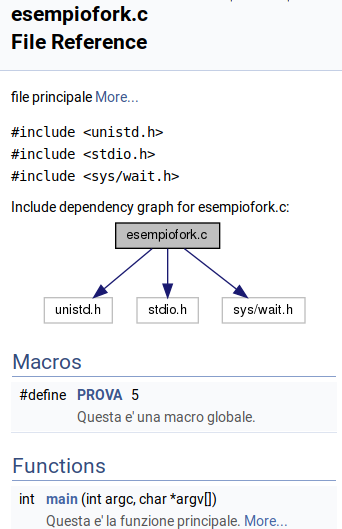 esempiofork.c
File Reference
file principale More...
#include <unistd.h>
#include <stdio.h>
#include <sys/wait.h>
Include dependency graph for esempiofork.c:
esempiofork.c
unistd.h stdio.h sys/wait.h
Macros
#define PROVA 5
Questa e' una macro globale.
Functions
int main (int argc, char *argv[])
Questa e' la funzione principale. More...